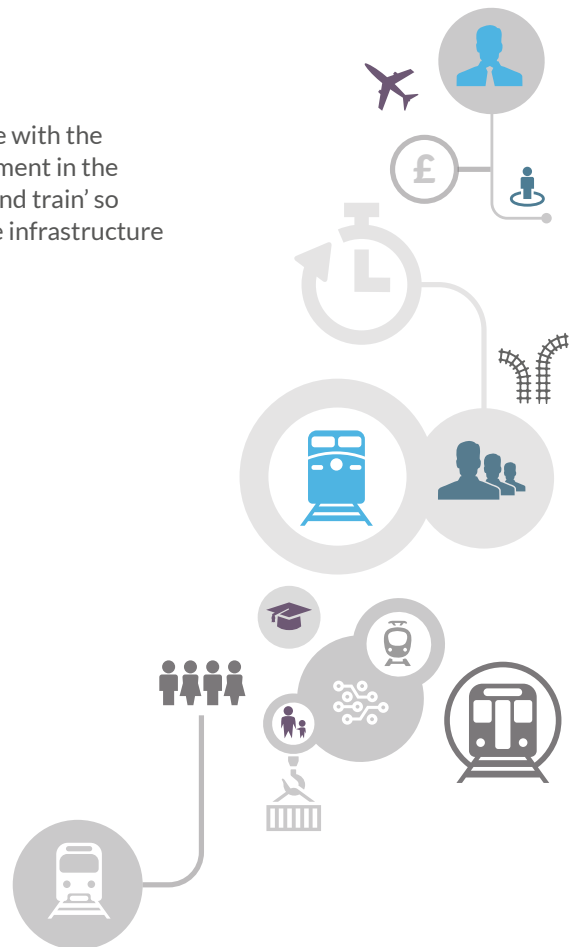 e with the
ment in the
nd train’ so
e infrastructure
£